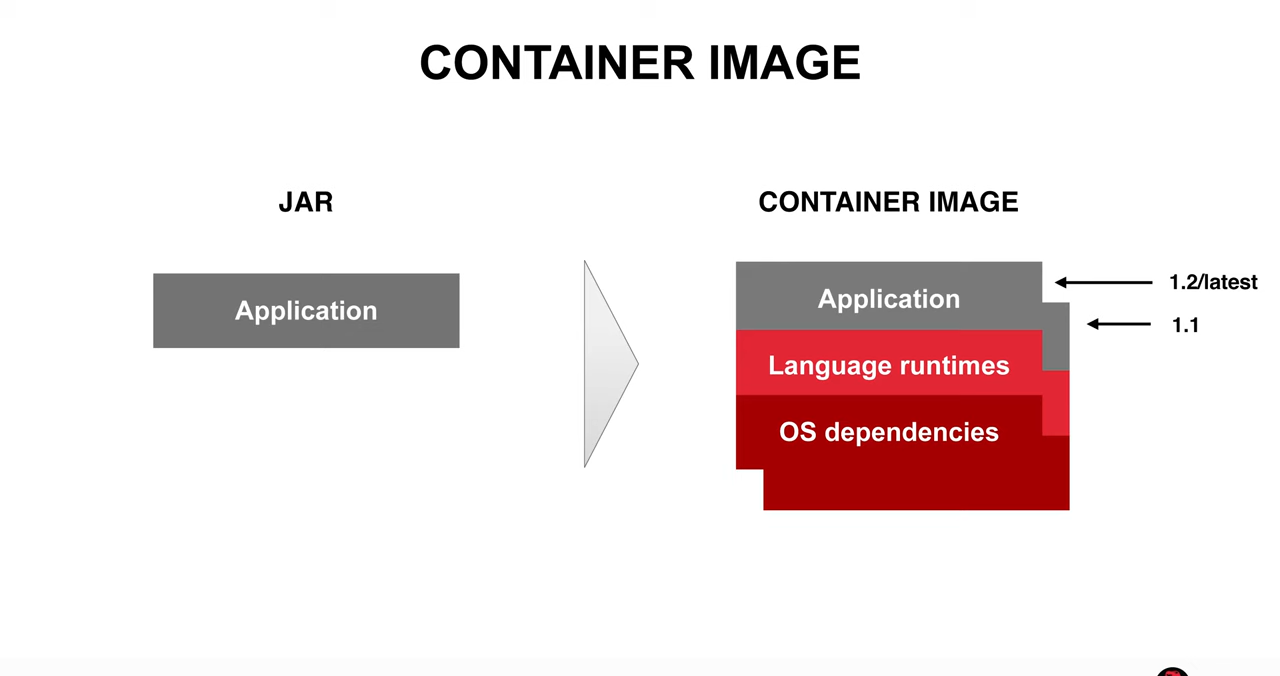 CONTAINER IMAGE
JAR
CONTAINER IMAGE
Application
Application
1.2/latest
1.1
Language runtimes
OS dependencies